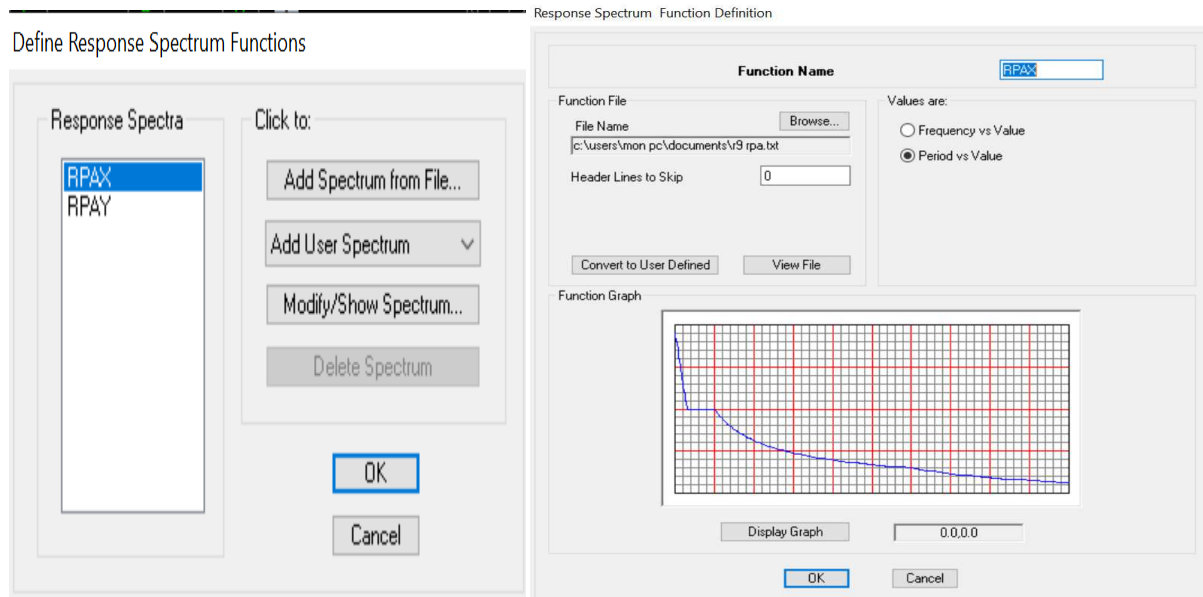 Define Response Spectrum Functions
Response Spectra
RPAX
RPAY
Click to:
Add Spectrum from File...
Add User Spectrum
Modify/Show Spectrum...
Delete Spectrum
OK
Cancel
Response Spectrum Function Definition
Function Name
RPAX
Function File
File Name
Browse...
c:\users\mon pc\documents\r9 rpa.txt
Header Lines to Skip
0
Convert to User Defined
View File
Values are:
Frequency vs Value
Period vs Value
Function Graph
Display Graph
0.0,0.0
OK
Cancel